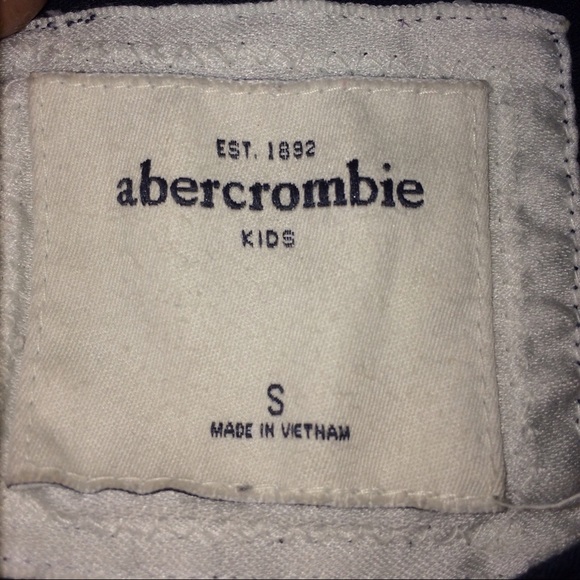 EST. 1892
abercrombie
KIDS
S
MADE IN VIETNAM